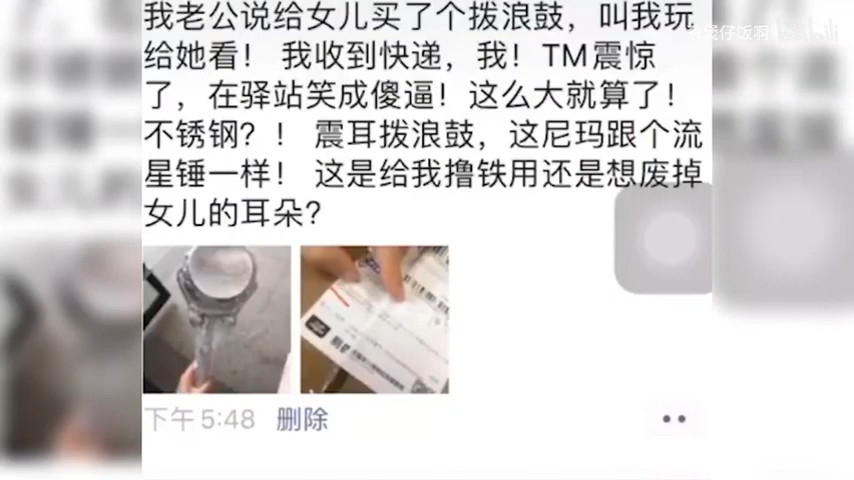 我老公说给女儿买了个拨浪鼓，叫我玩
给她看！ 我收到快递，我！TM震惊
了，在驿站笑成傻逼！这么大就算了！
不锈钢？！ 震耳拨浪鼓，这尼玛跟个流
星锤一样！ 这是给我撸铁用还是想废掉
女儿的耳朵？
下午5:48 删除